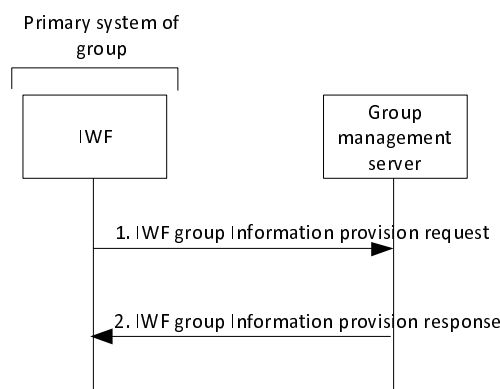 Primary system of
group
IWF
Group
management
server
1. IWF group Information provision request
2. IWF group Information provision response